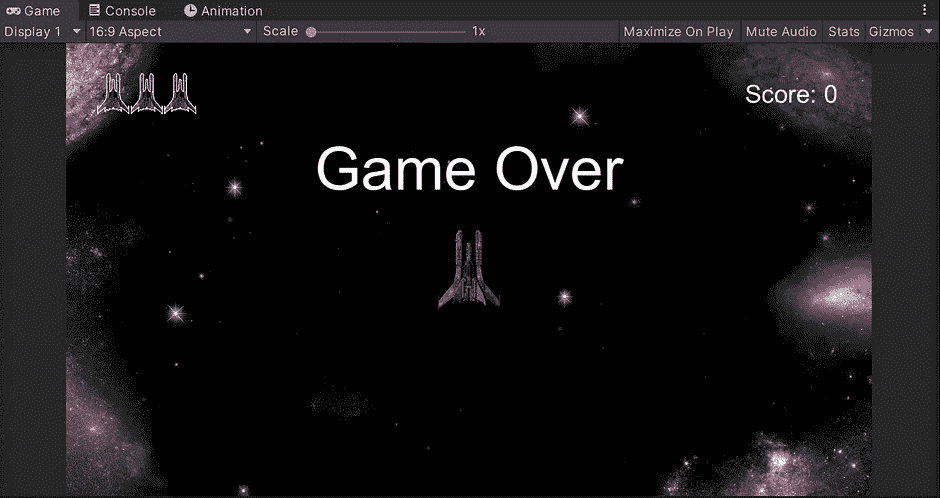 Game Console Animation
Display 1 16:9 Aspect Scale 1x Maximize On Play Mute Audio Stats Gizmos
Score: 0
Game Over